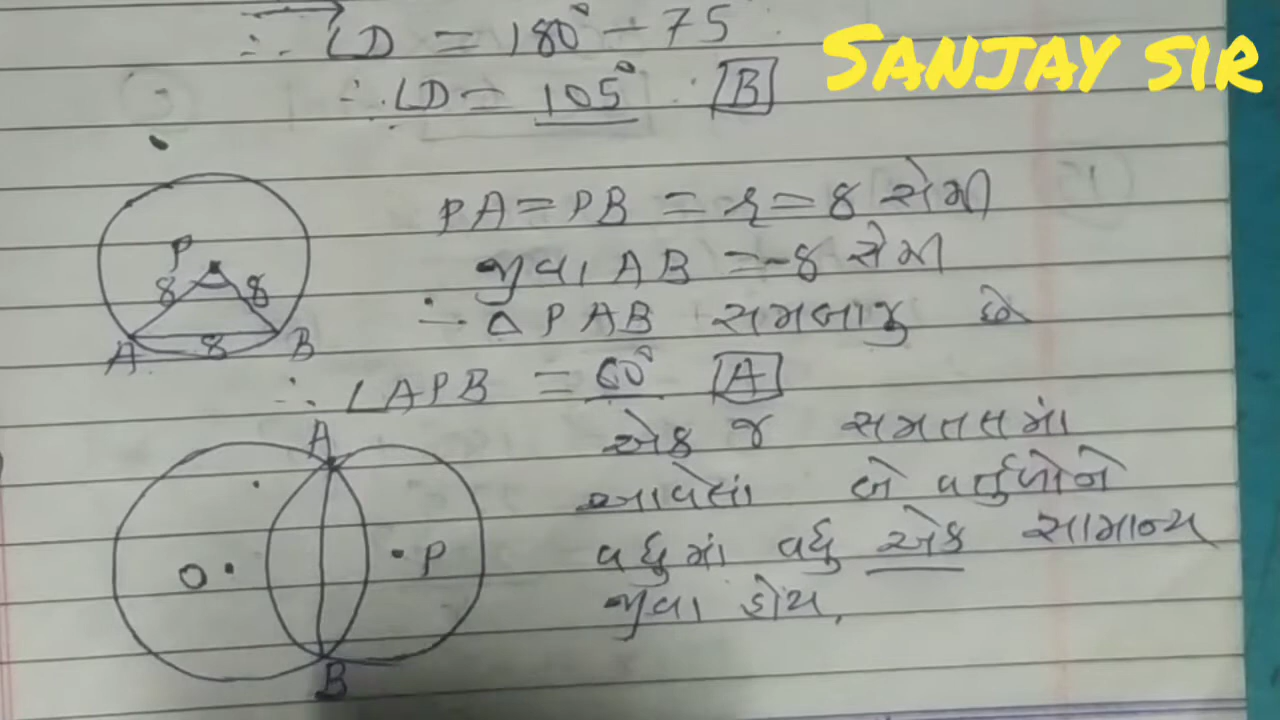 ∴ ∠D = 180° - 75
SANJAY SIR
∴ ∠D = 105° [B]
PA = PB = r = 8 સેમી
જીવા AB = 8 સેમી
∴ △PAB સમબાજુ છે
∴ ∠APB = 60° [A]
P
8 8
A 8 B
એક જ સમતલમાં
આવેલાં બે વર્તુળોને
વધુમાં વધુ એક સામાન્ય
જીવા હોય.
A
O P
B